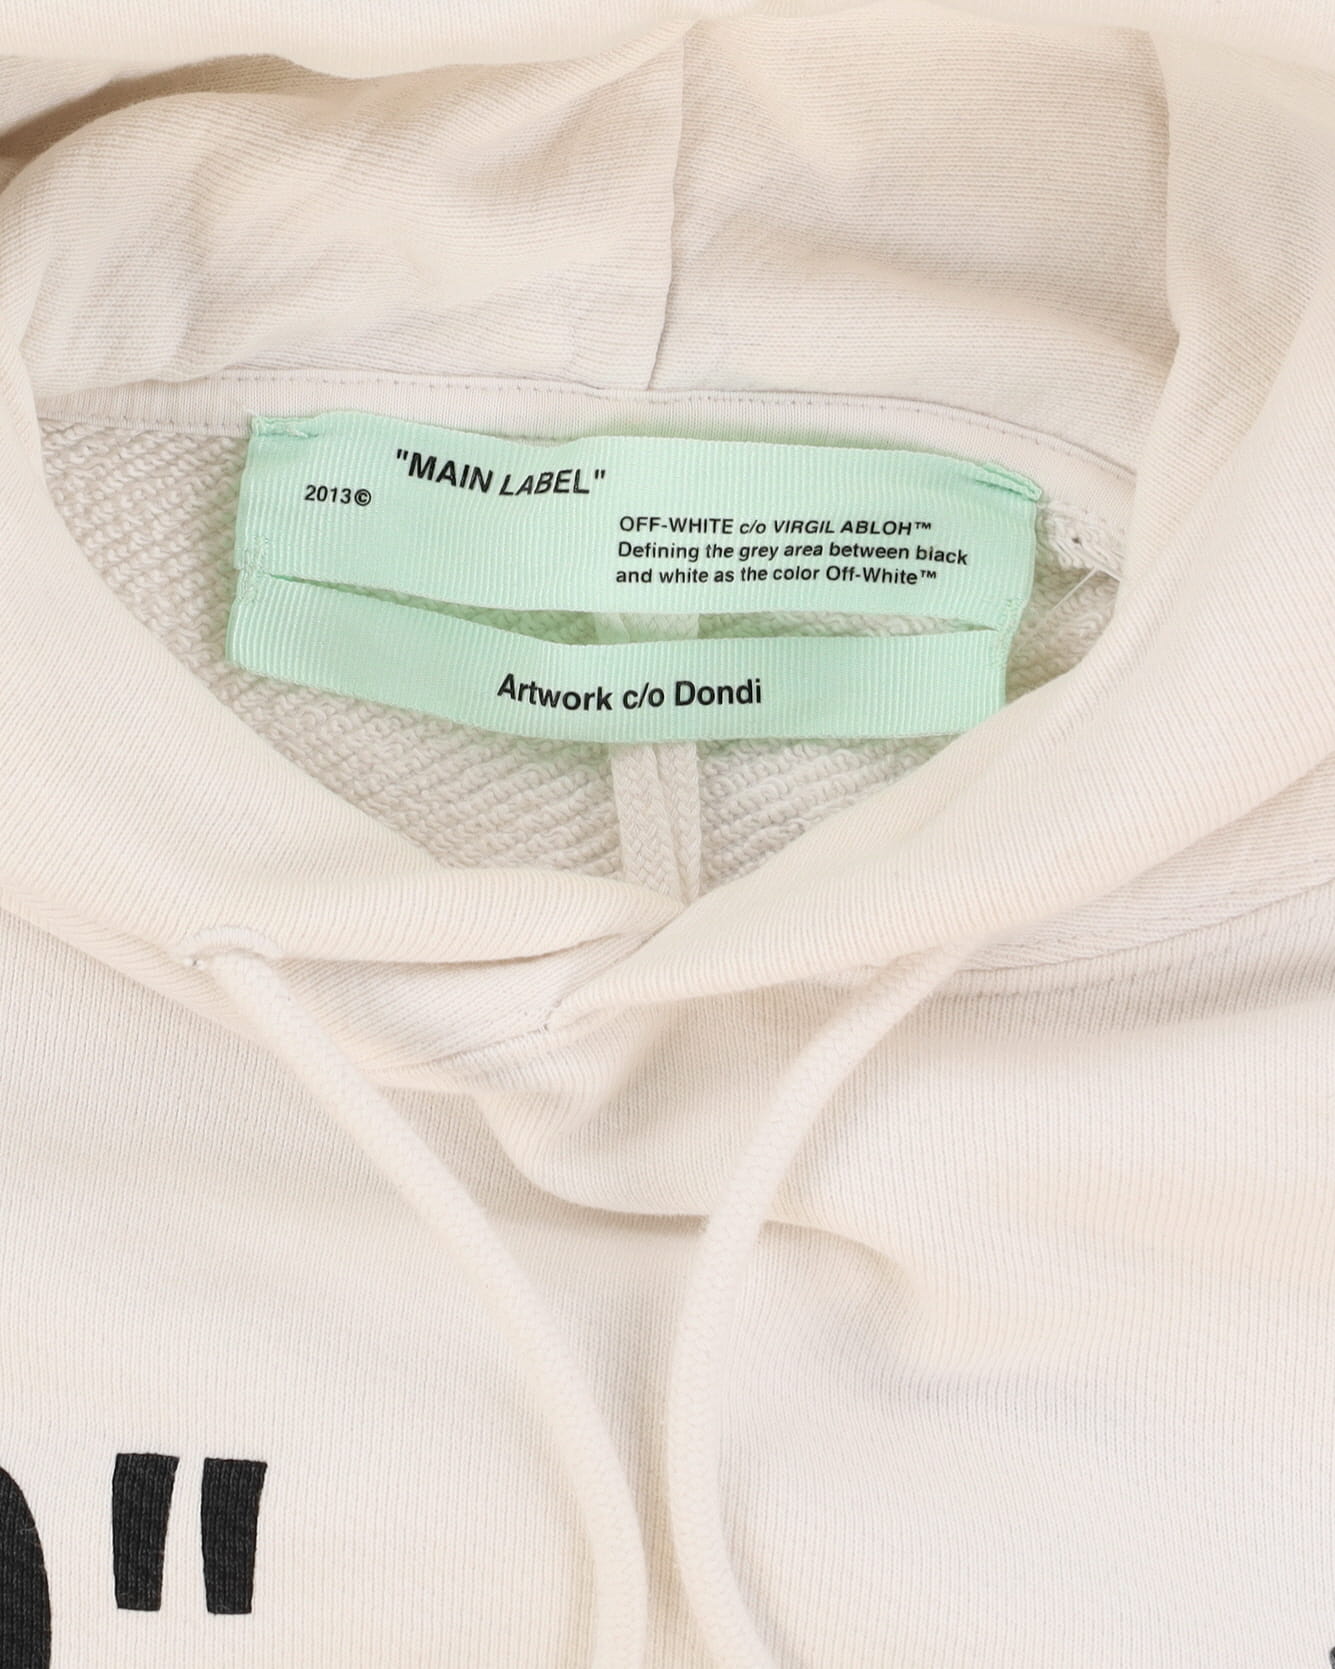 "MAIN LABEL"
2013©
OFF-WHITE c/o VIRGIL ABLOH™
Defining the grey area between black
and white as the color Off-White™
Artwork c/o Dondi
"